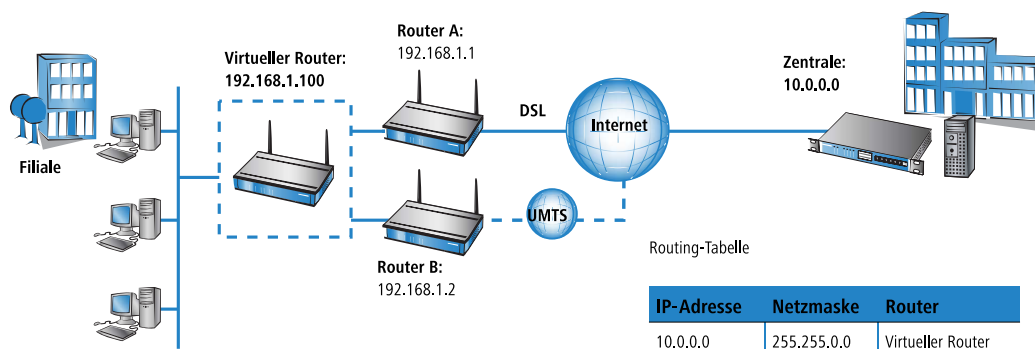 Router A:
192.168.1.1
Virtueller Router:
192.168.1.100
Zentrale:
10.0.0.0
DSL
Internet
Filiale
UMTS
Router B:
192.168.1.2
Routing-Tabelle
IP-Adresse Netzmaske Router
10.0.0.0 255.255.0.0 Virtueller Router